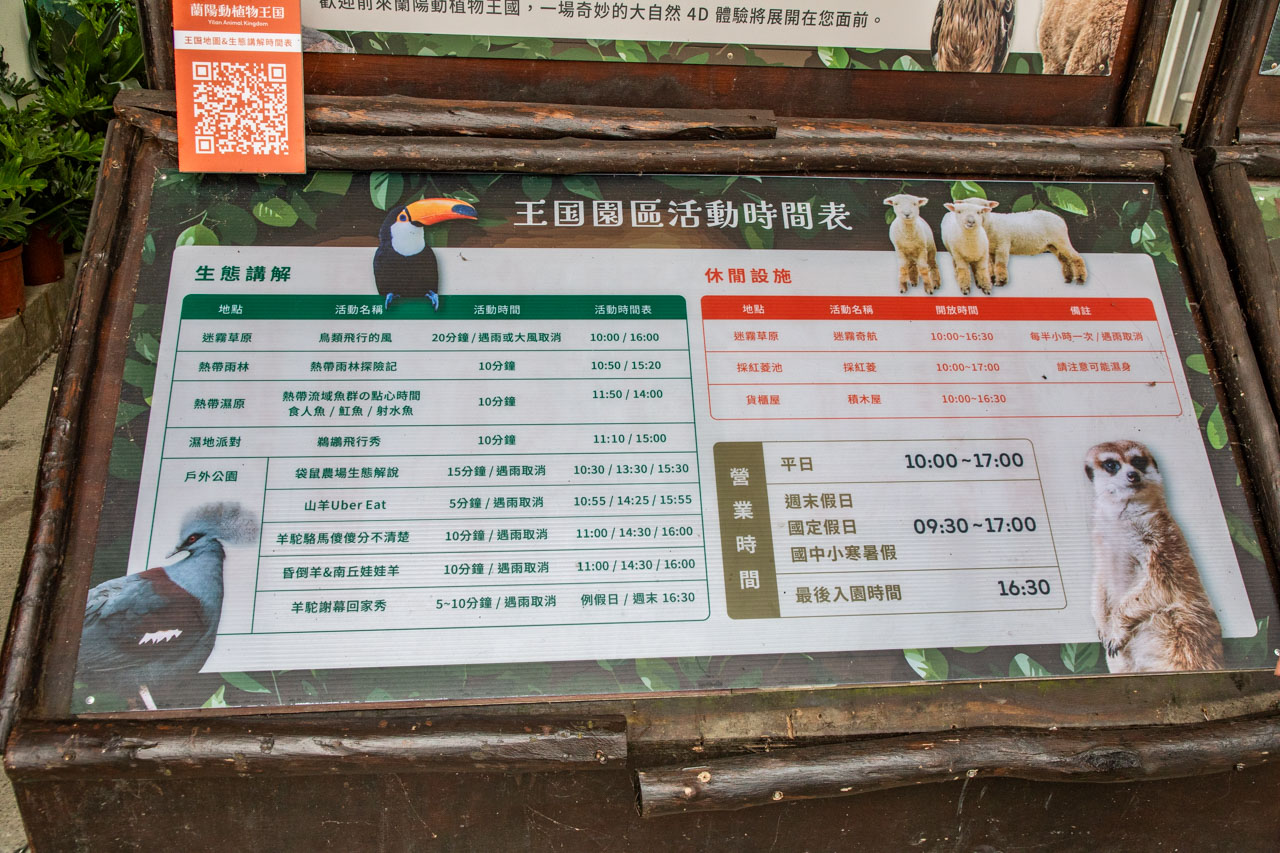 蘭陽動植物王国
Yilan Animal Kingdom
王国地圖&生態講解時間表
歡迎前來蘭陽動植物王國，一場奇妙的大自然 4D 體驗將展開在您面前。
王国園區活動時間表
生態講解
地點 活動名稱 活動時間 活動時間表
迷霧草原 鳥類飛行的風 20分鐘 / 遇雨或大風取消 10:00 / 16:00
熱帶雨林 熱帶雨林探險記 10分鐘 10:50 / 15:20
熱帶濕原 熱帶流域魚群の點心時間 10分鐘 11:50 / 14:00
食人魚 / 魟魚 / 射水魚
濕地派對 鵜鶘飛行秀 10分鐘 11:10 / 15:00
戶外公園 袋鼠農場生態解說 15分鐘 / 遇雨取消 10:30 / 13:30 / 15:30
山羊Uber Eat 5分鐘 / 遇雨取消 10:55 / 14:25 / 15:55
羊駝駱馬傻傻分不清楚 10分鐘 / 遇雨取消 11:00 / 14:30 / 16:00
昏倒羊&南丘娃娃羊 10分鐘 / 遇雨取消 11:00 / 14:30 / 16:00
羊駝謝幕回家秀 5~10分鐘 / 遇雨取消 例假日 / 週末 16:30
休閒設施
地點 活動名稱 開放時間 備註
迷霧草原 迷霧奇航 10:00~16:30 每半小時一次 / 遇雨取消
採紅菱池 採紅菱 10:00~17:00 請注意可能濕身
貨櫃屋 積木屋 10:00~16:30
營業時間
平日 10:00~17:00
週末假日
國定假日 09:30~17:00
國中小寒暑假
最後入園時間 16:30